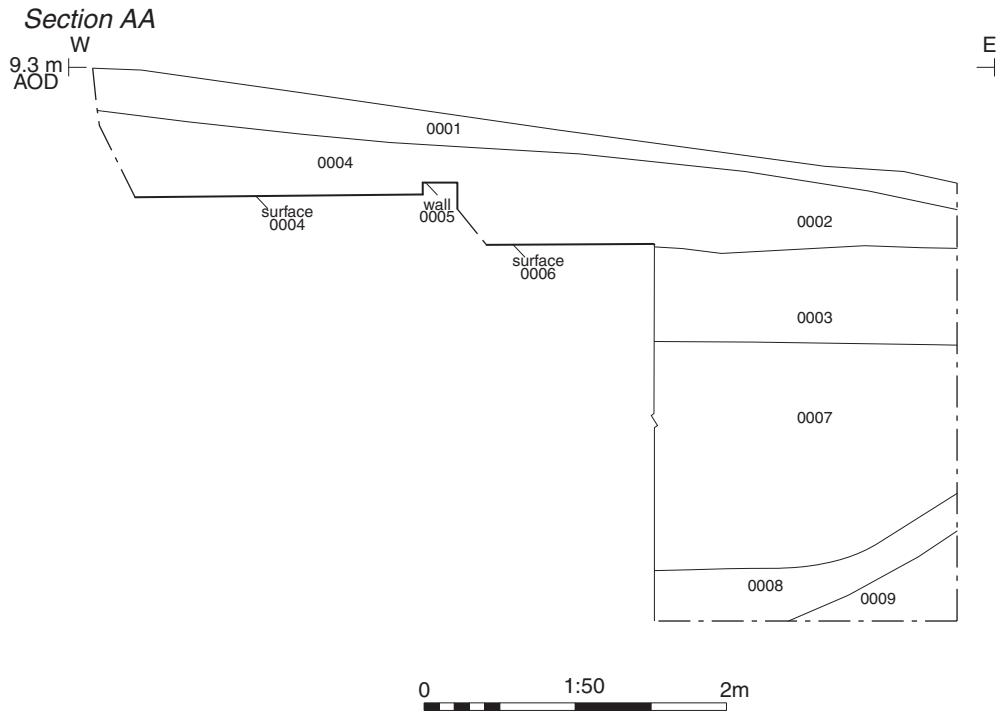 Section AA
W
E
9.3 m
AOD
0001
0004
wall
0005
surface
0004
0002
surface
0006
0003
0007
0008
0009
0 1:50 2m